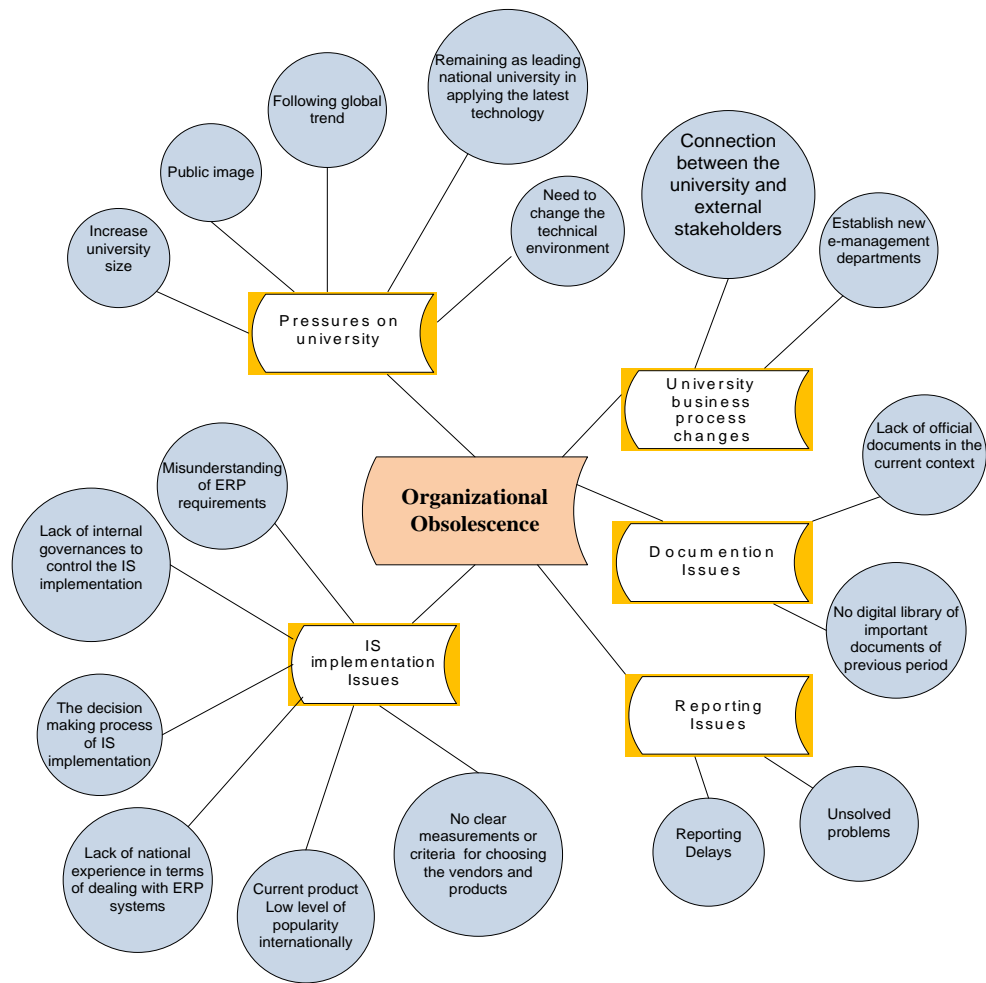 Remaining as leading
national university in
applying the latest
technology
Following global
trend
Public image
Increase
university
size
Need to
change the
technical
environment
Pressures on
university
Connection
between the
university and
external
stakeholders
Establish new
e-management
departments
University
business
process
changes
Organizational
Obsolescence
Lack of official
documents in the
current context
Documention
Issues
No digital library of
important
documents of
previous period
Reporting
Issues
Reporting
Delays
Unsolved
problems
Misunderstanding
of ERP
requirements
Lack of internal
governances to
control the IS
implementation
IS
implementation
Issues
The decision
making process
of IS
implementation
Lack of national
experience in terms
of dealing with ERP
systems
Current product
Low level of
popularity
internationally
No clear
measurements or
criteria for choosing
the vendors and
products